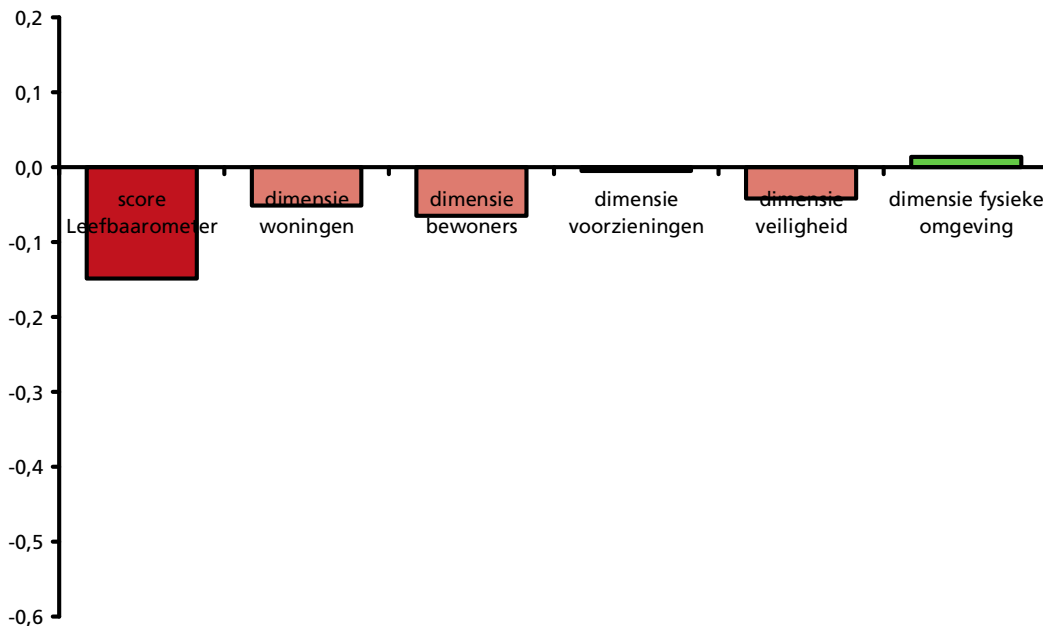 0,2
0,1
0,0
-0,1
-0,2
-0,3
-0,4
-0,5
-0,6
score
Leefbaarometer
dimensie
woningen
dimensie
bewoners
dimensie
voorzieningen
dimensie
veiligheid
dimensie fysieke
omgeving